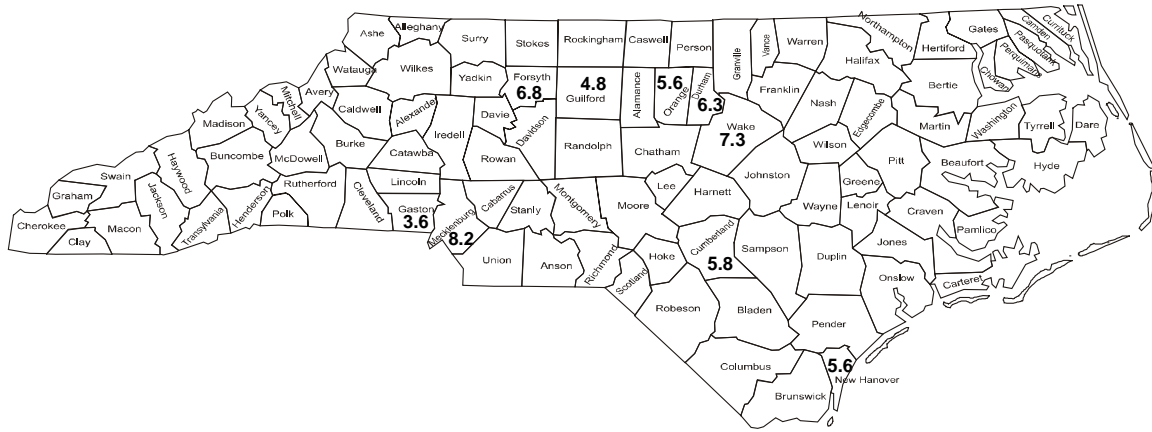 Ashe
Alleghany
Surry
Stokes
Rockingham
Caswell
Person
Granville
Vance
Warren
Northampton
Gates
Camden
Currituck
Pasquotank
Perquimans
Chowan
Hertiford
Halifax
Bertie
Watauga
Wilkes
Yadkin
Forsyth
6.8
4.8
Guilford
Alamance
5.6
Orange
Durham
6.3
Franklin
Nash
Edgecombe
Martin
Washington
Tyrrell
Dare
Mitchell
Avery
Caldwell
Alexander
Iredell
Davie
Davidson
Wake
7.3
Wilson
Madison
Yancey
Burke
Catawba
Rowan
Randolph
Chatham
Johnston
Pitt
Beaufort
Hyde
Haywood
Buncombe
McDowell
Swain
Graham
Jackson
Rutherford
Cleveland
Lincoln
Gaston
3.6
Cabarrus
Stanly
Montgomery
Moore
Lee
Harnett
Wayne
Greene
Lenoir
Craven
Pamlico
Cherokee
Clay
Macon
Transylvania
Henderson
Polk
Mecklenburg
8.2
Union
Anson
Richmond
Scotland
Hoke
Cumberland
5.8
Sampson
Duplin
Jones
Onslow
Carteret
Robeson
Bladen
Pender
Columbus
Brunswick
5.6
New Hanover